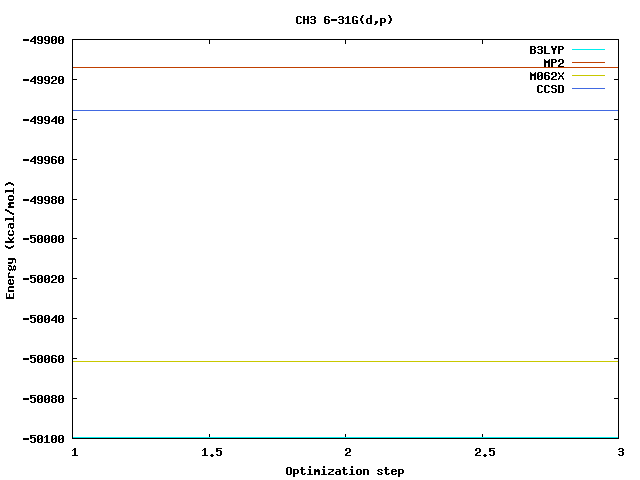 CH3 6-31G(d,p)
-49900
-49920
-49940
-49960
-49980
-50000
-50020
-50040
-50060
-50080
-50100
Energy (kcal/mol)
B3LYP
MP2
M062X
CCSD
1 1.5 2 2.5 3
Optimization step